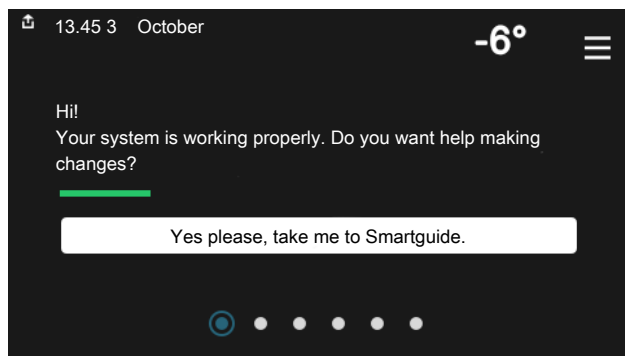 13.45 3 October
-6°
Hi!
Your system is working properly. Do you want help making
changes?
Yes please, take me to Smartguide.